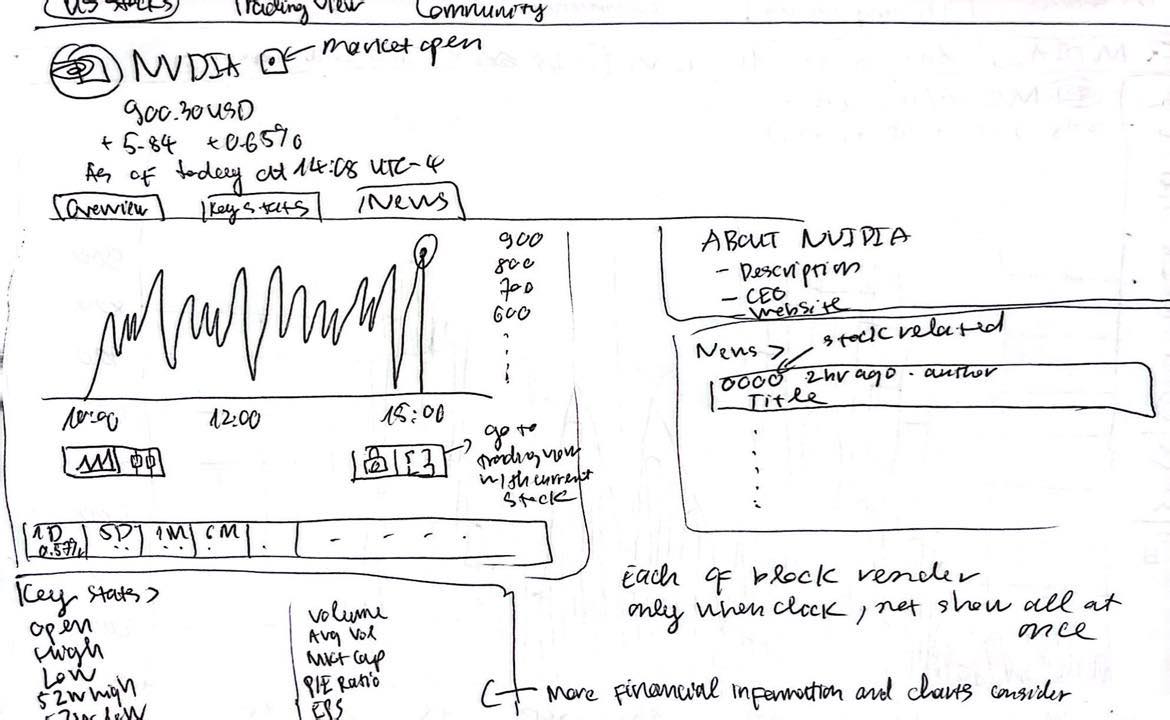 US Stocks Trading View Community
NVDIA
market open
900.30 USD
+5.84 +0.65%
As of today at 14:08 UTC-4
Overview Key stats News
900
800
700
600
10:00 12:00 15:00
go to
trading view
with current
stock
1D 5D 1M 6M
0.57%
ABOUT NVIDIA
- Description
- CEO
- website
News >
stock related
0000 2hr ago · author
Title
Each of block render
only when clock, not show all at
once
Key stats >
open
High
Low
52w high
52w low
volume
Avg Vol
Mkt Cap
P/E Ratio
EPS
More financial information and charts consider